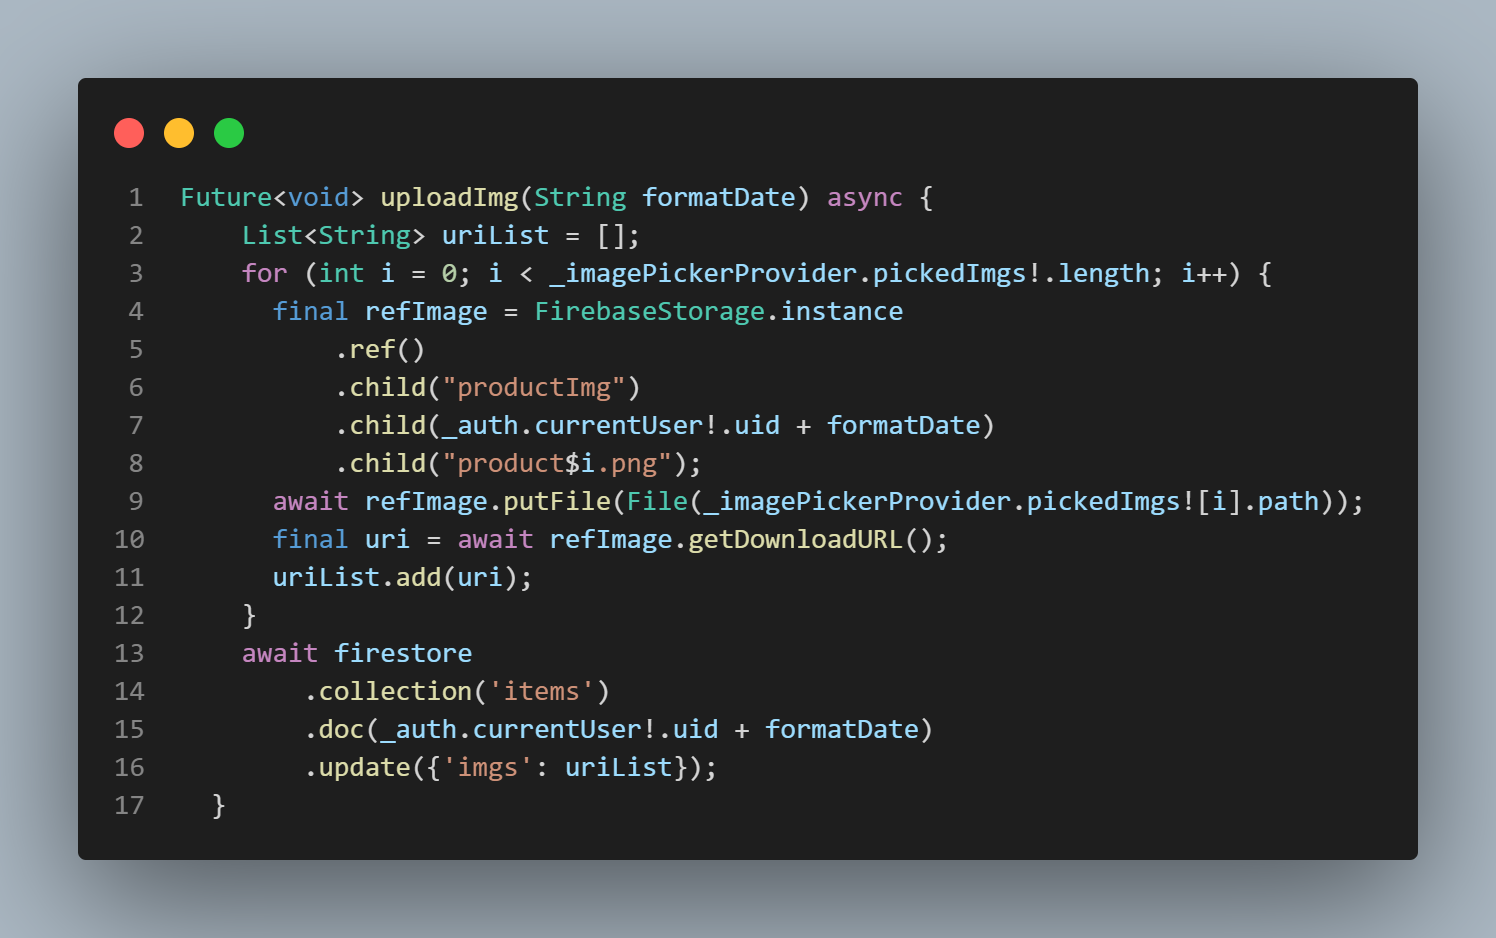 1 Future<void> uploadImg(String formatDate) async {
2 List<String> uriList = [];
3 for (int i = 0; i < _imagePickerProvider.pickedImgs!.length; i++) {
4 final refImage = FirebaseStorage.instance
5 .ref()
6 .child("productImg")
7 .child(_auth.currentUser!.uid + formatDate)
8 .child("product$i.png");
9 await refImage.putFile(File(_imagePickerProvider.pickedImgs![i].path));
10 final uri = await refImage.getDownloadURL();
11 uriList.add(uri);
12 }
13 await firestore
14 .collection('items')
15 .doc(_auth.currentUser!.uid + formatDate)
16 .update({'imgs': uriList});
17 }